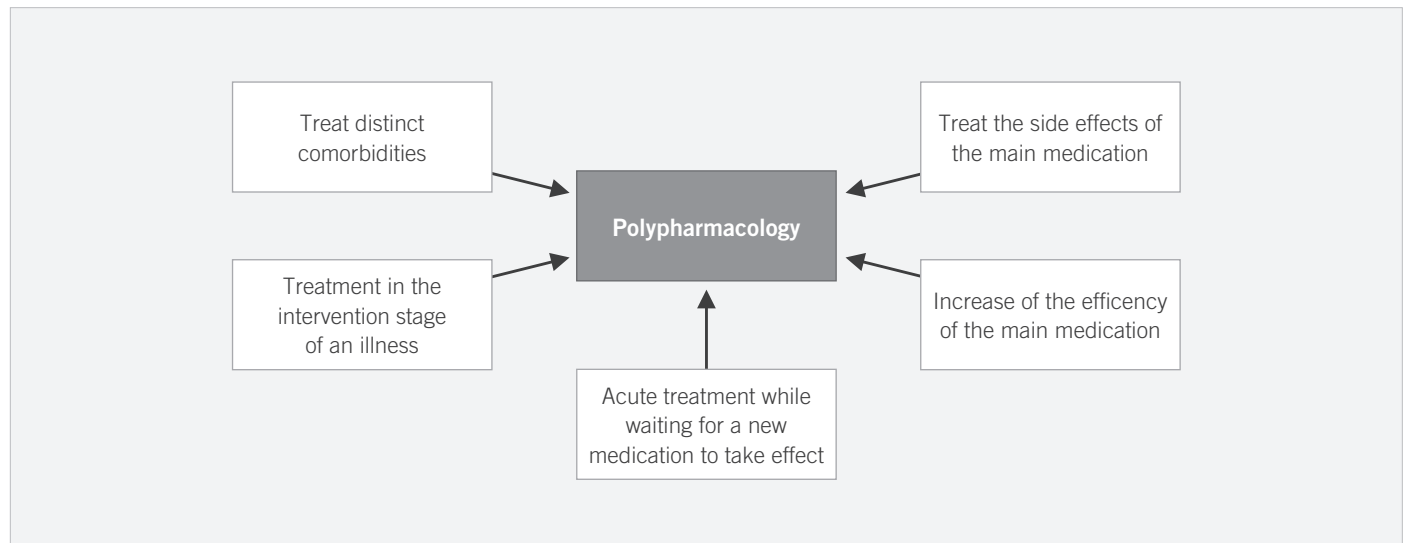 Treat distinct
comorbidities
Treat the side effects of
the main medication
Polypharmacology
Treatment in the
intervention stage
of an illness
Increase of the efficency
of the main medication
Acute treatment while
waiting for a new
medication to take effect